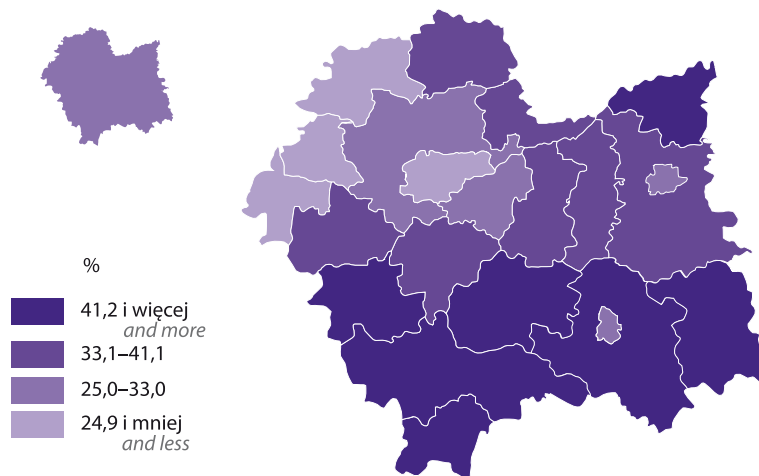 %
41,2 i więcej
and more
33,1–41,1
25,0–33,0
24,9 i mniej
and less